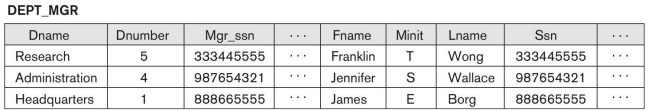 DEPT_MGR
Dname Dnumber Mgr_ssn ... Fname Minit Lname Ssn ...
Research 5 333445555 ... Franklin T Wong 333445555 ...
Administration 4 987654321 ... Jennifer S Wallace 987654321 ...
Headquarters 1 888665555 ... James E Borg 888665555 ...